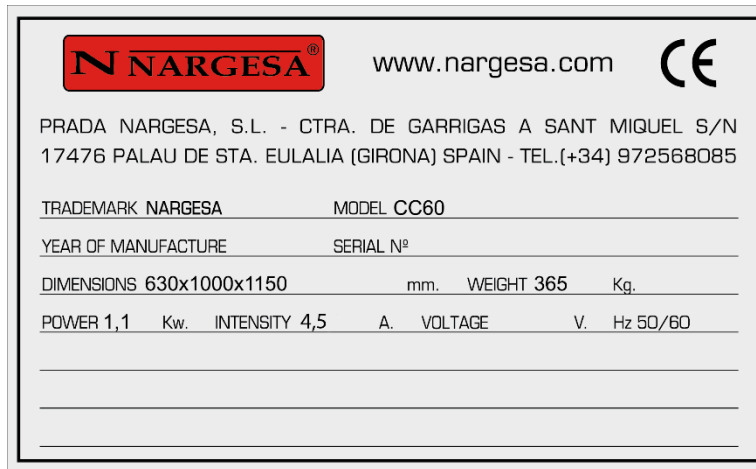 N NARGESA® www.nargesa.com CE
PRADA NARGESA, S.L. - CTRA. DE GARRIGAS A SANT MIQUEL S/N
17476 PALAU DE STA. EULALIA (GIRONA) SPAIN - TEL.(+34) 972568085
TRADEMARK NARGESA MODEL CC60
YEAR OF MANUFACTURE SERIAL Nº
DIMENSIONS 630x1000x1150 mm. WEIGHT 365 Kg.
POWER 1,1 Kw. INTENSITY 4,5 A. VOLTAGE V. Hz 50/60